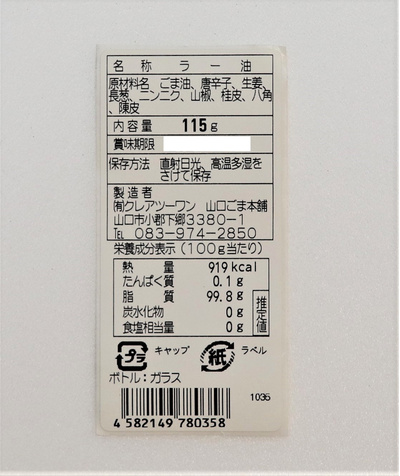 名称 ラー油
原材料名、ごま油、唐辛子、生姜、
長葱、ニンニク、山椒、桂皮、八角
、陳皮
内容量 115g
賞味期限
保存方法 直射日光、高温多湿を
さけて保存
製造者
㈲クレアツーワン 山口ごま本舗
山口市小郡下郷3380-1
TEL 083-974-2850
栄養成分表示(100g当たり)
熱量 919kcal
たんぱく質 0.1g
脂質 99.8g
炭水化物 0g
食塩相当量 0g
推定値
プラ キャップ 紙 ラベル
ボトル:ガラス
1035
4 582149 780358